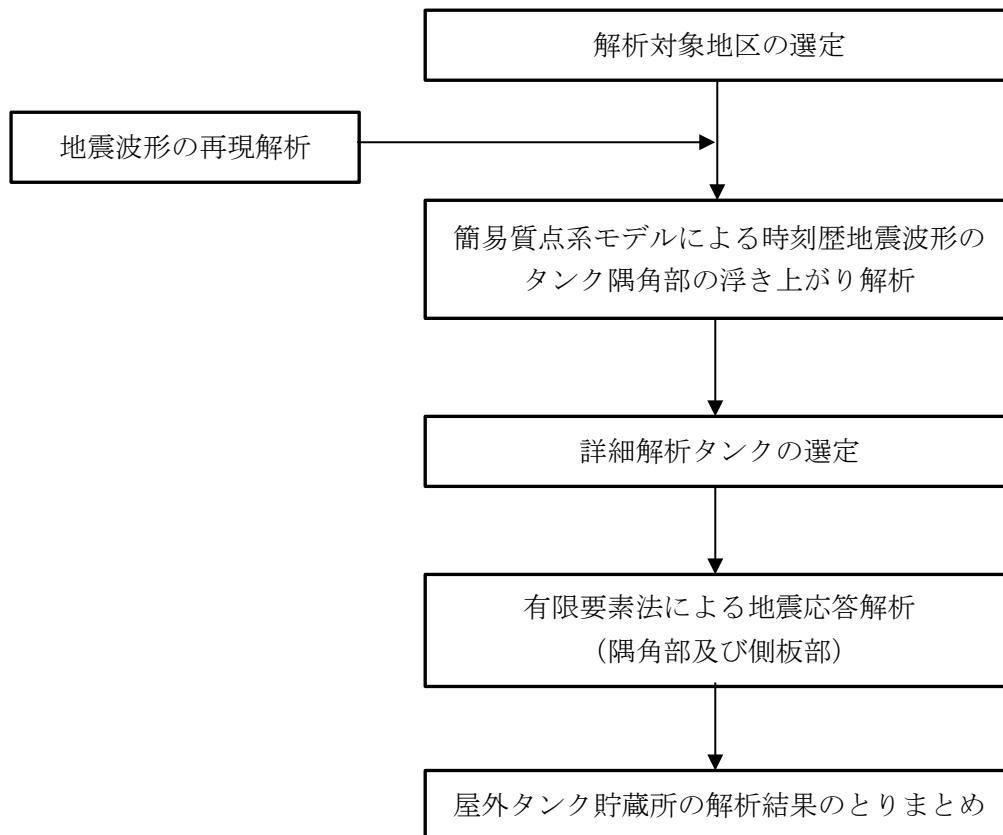 解析対象地区の選定
地震波形の再現解析
簡易質点系モデルによる時刻歴地震波形の
タンク隅角部の浮き上がり解析
詳細解析タンクの選定
有限要素法による地震応答解析
（隅角部及び側板部）
屋外タンク貯蔵所の解析結果のとりまとめ